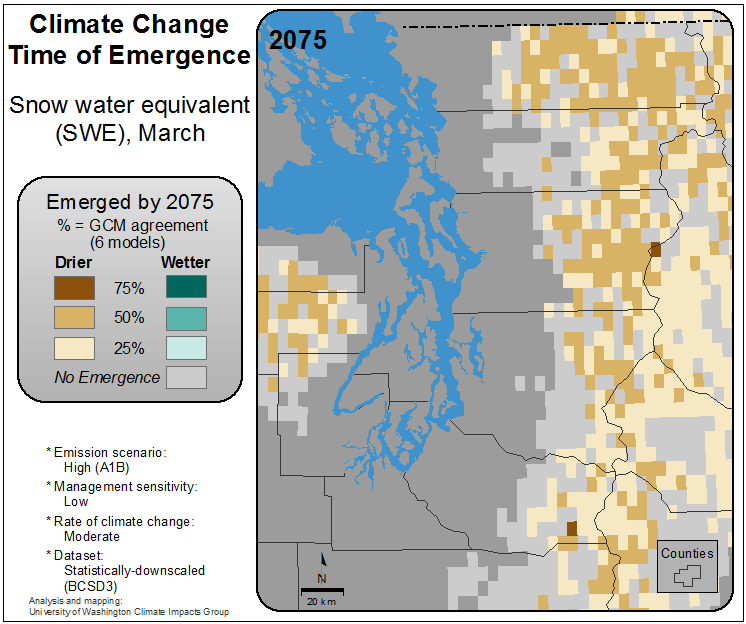 Climate Change
Time of Emergence
Snow water equivalent
(SWE), March
Emerged by 2075
% = GCM agreement
(6 models)
Drier Wetter
75%
50%
25%
No Emergence
* Emission scenario:
High (A1B)
* Management sensitivity:
Low
* Rate of climate change:
Moderate
* Dataset:
Statistically-downscaled
(BCSD3)
Analysis and mapping:
University of Washington Climate Impacts Group
2075
N
20 km
Counties